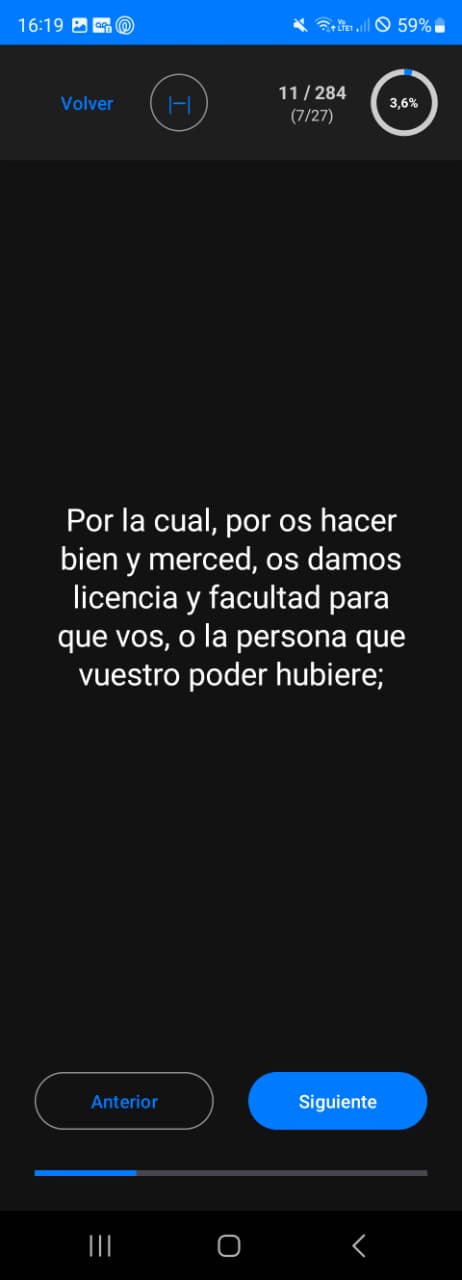 16:19
59%
Volver
11 / 284
(7/27)
3,6%
Por la cual, por os hacer
bien y merced, os damos
licencia y facultad para
que vos, o la persona que
vuestro poder hubiere;
Anterior
Siguiente